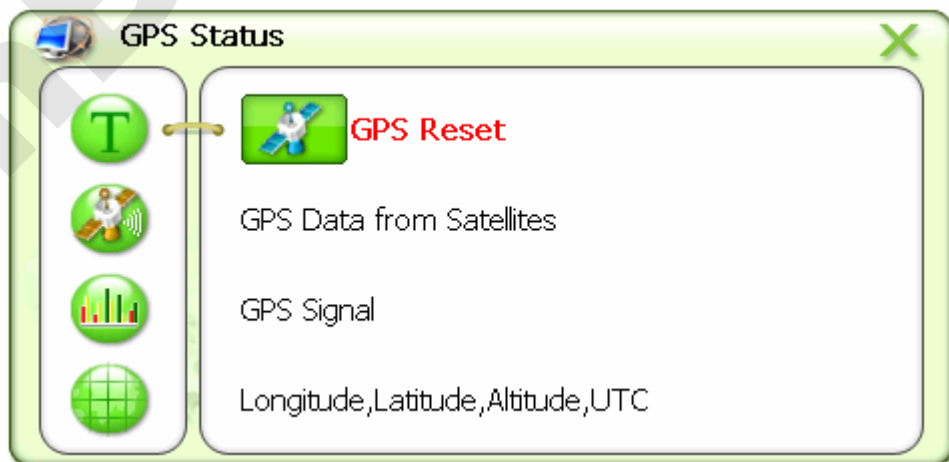 GPS Status
T
GPS Reset
GPS Data from Satellites
GPS Signal
Longitude,Latitude,Altitude,UTC